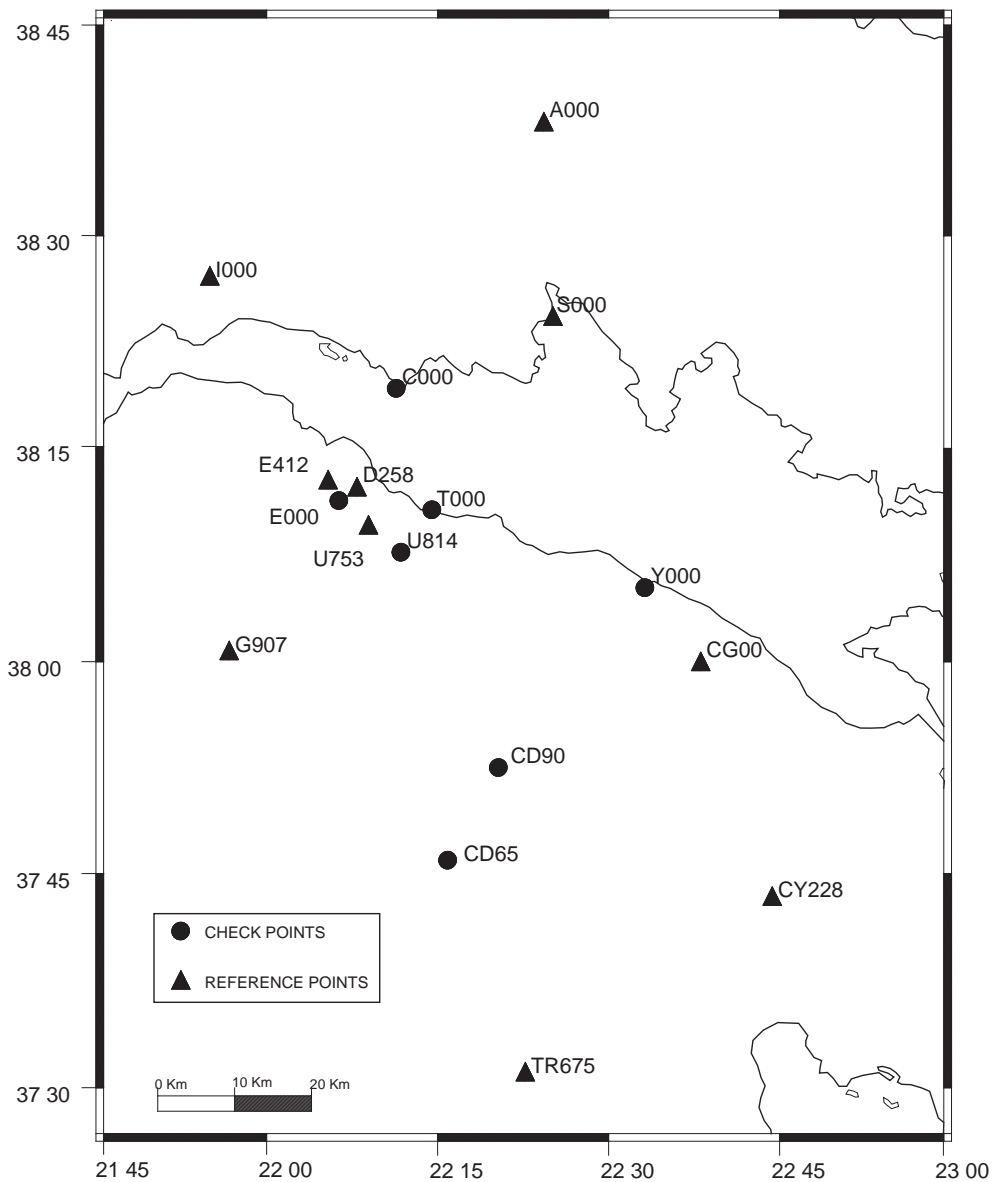 38 45
A000
38 30
I000
S000
C000
38 15
E412
D258
T000
E000
U814
U753
Y000
G907
CG00
38 00
CD90
CD65
37 45
CY228
CHECK POINTS
REFERENCE POINTS
TR675
0 Km 10 Km 20 Km
37 30
21 45 22 00 22 15 22 30 22 45 23 00